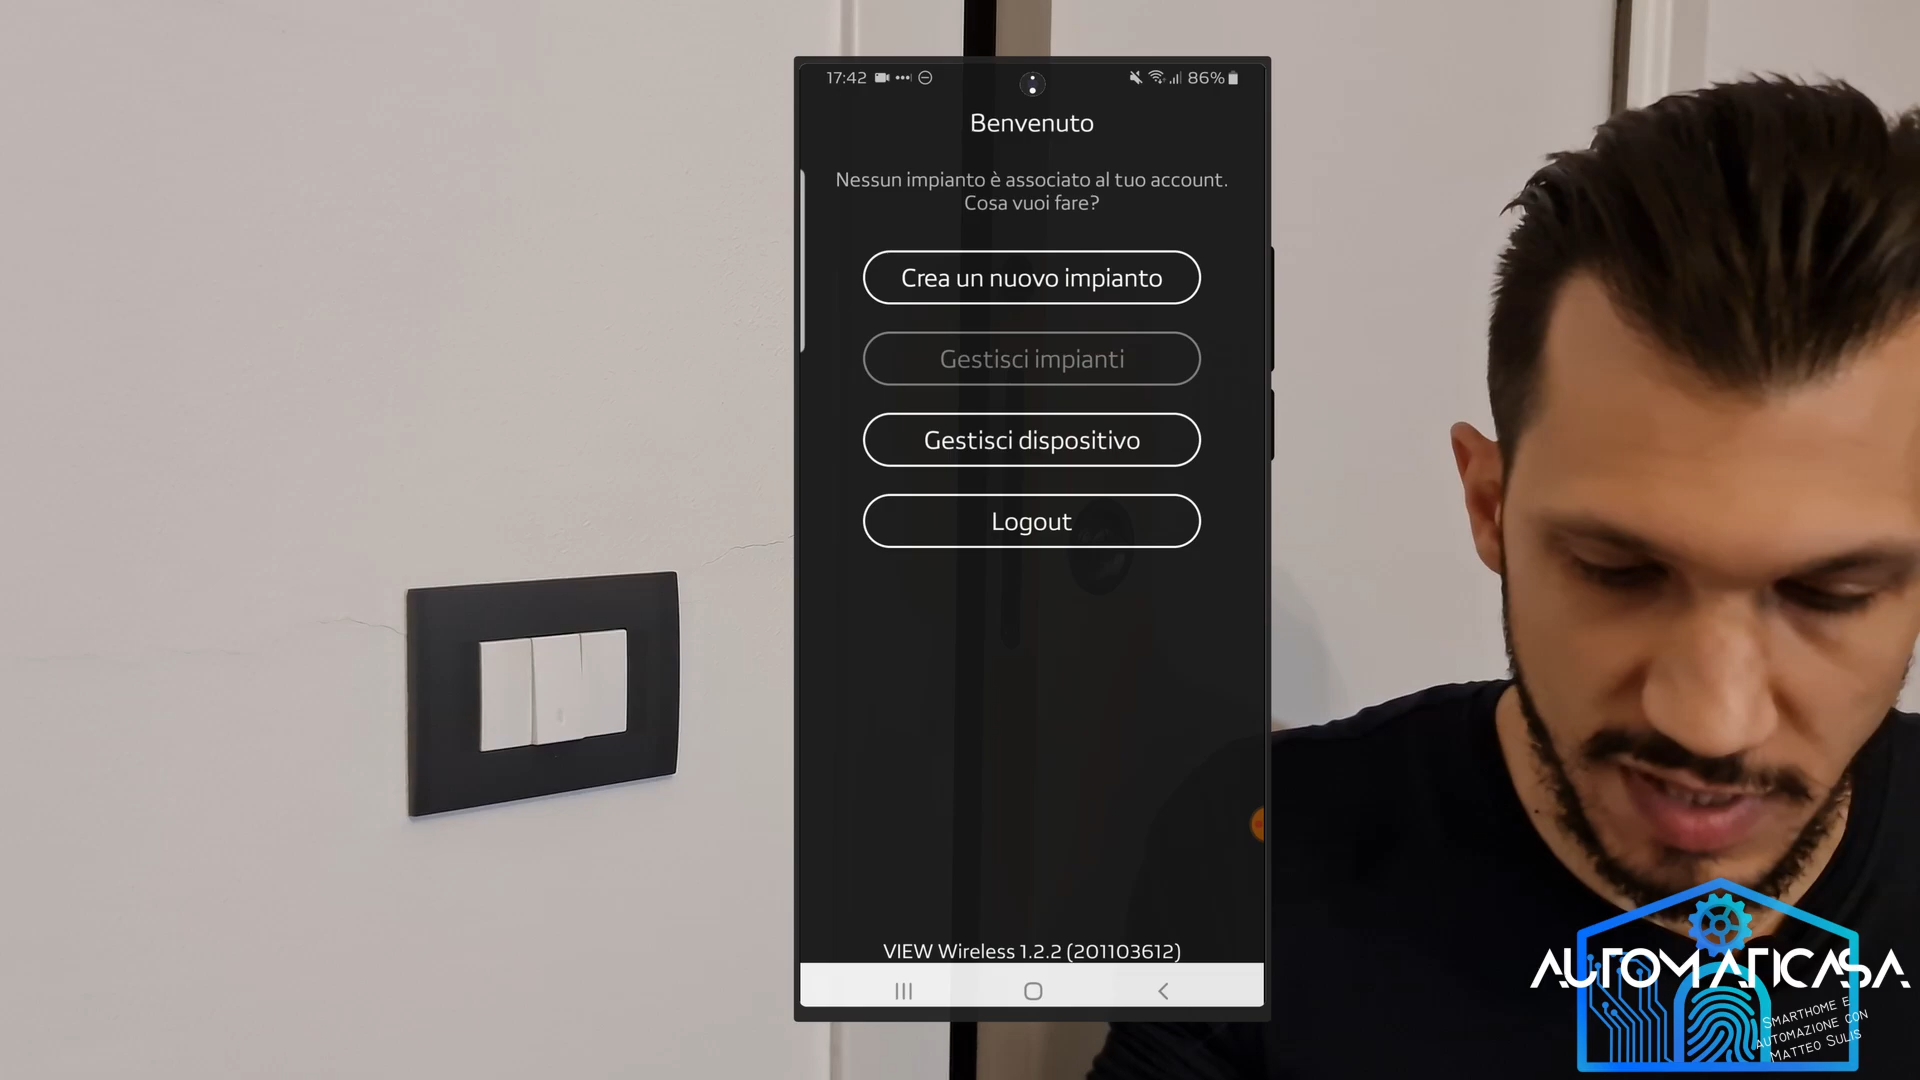 17:42
86%
Benvenuto
Nessun impianto è associato al tuo account.
Cosa vuoi fare?
Crea un nuovo impianto
Gestisci impianti
Gestisci dispositivo
Logout
VIEW Wireless 1.2.2 (201103612)
AUTOMATICASA
SMARTHOME E
AUTOMAZIONE CON
MATTEO SULIS